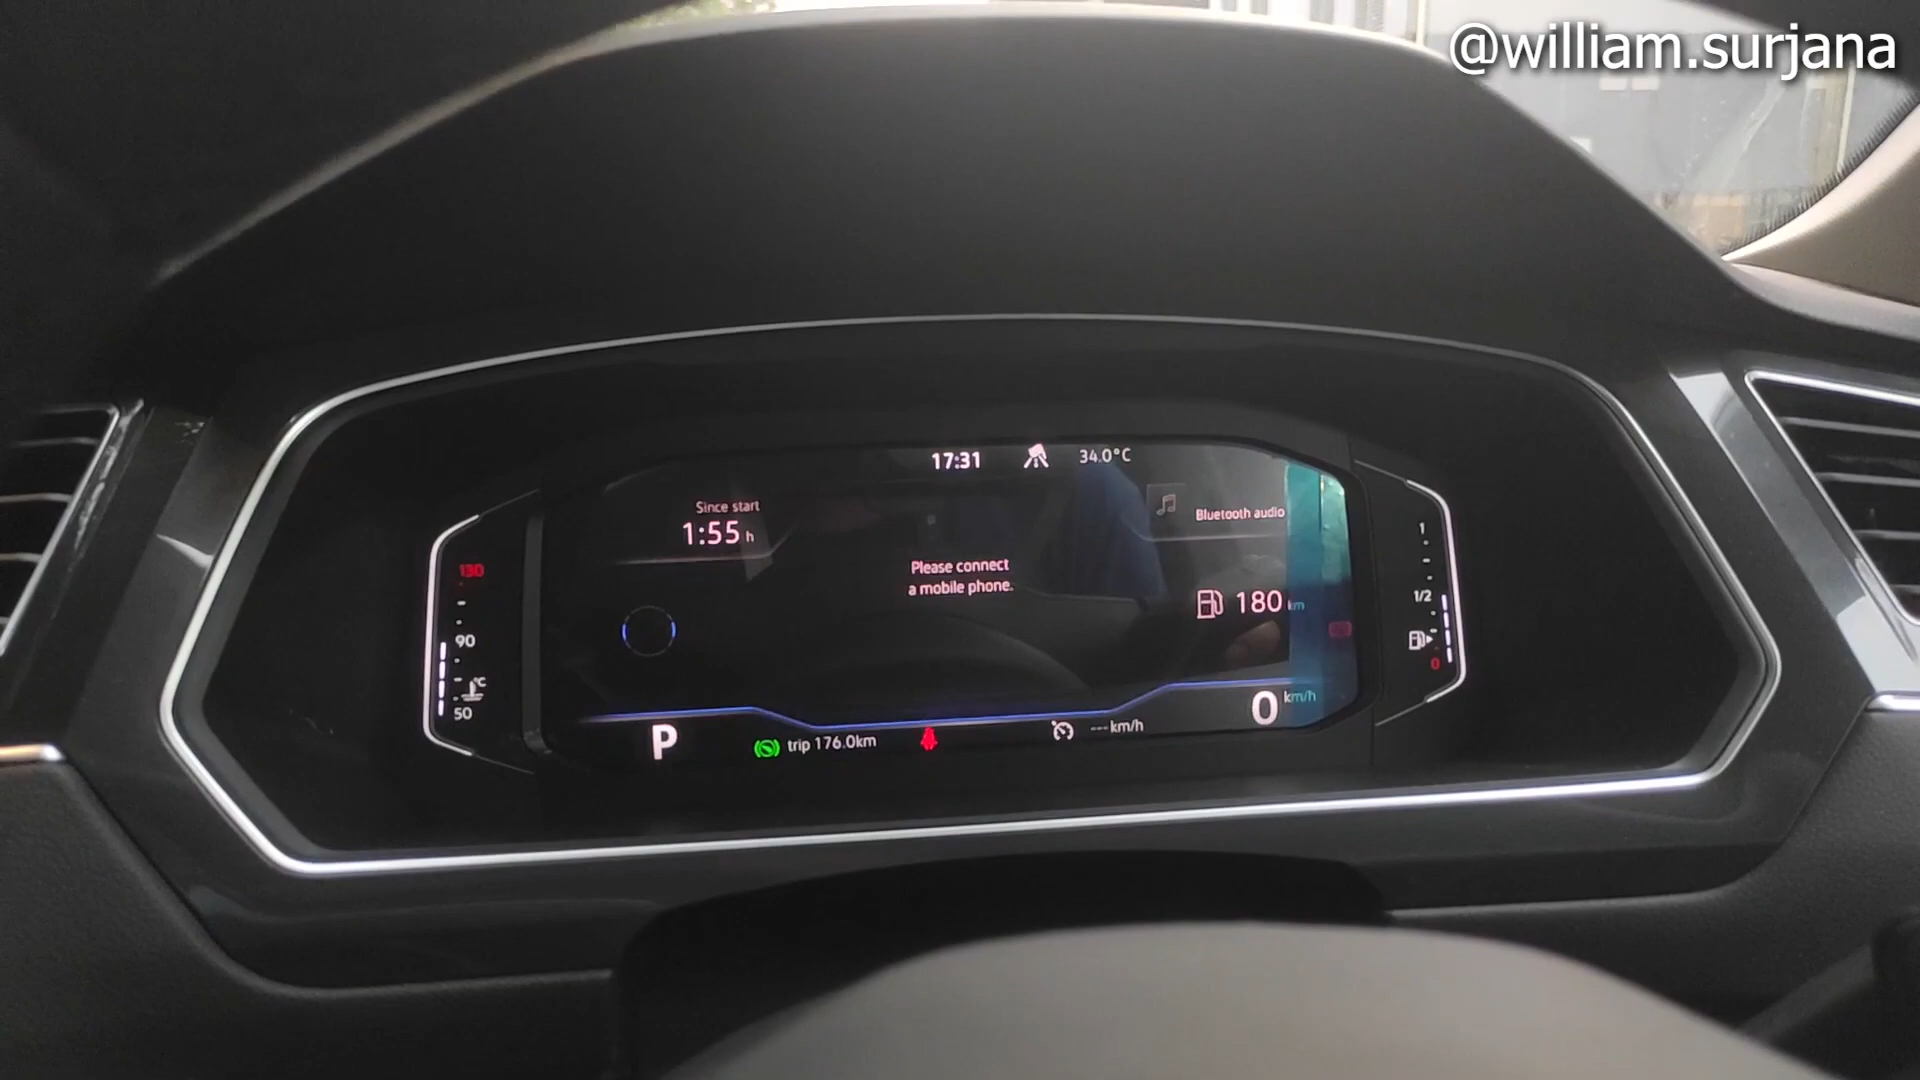 @william.surjana
17:31
34.0°C
Since start
1:55 h
Bluetooth audio
Please connect
a mobile phone.
180 km
130
90
°C
50
1
1/2
0
P
trip 176.0km
--- km/h
0 km/h